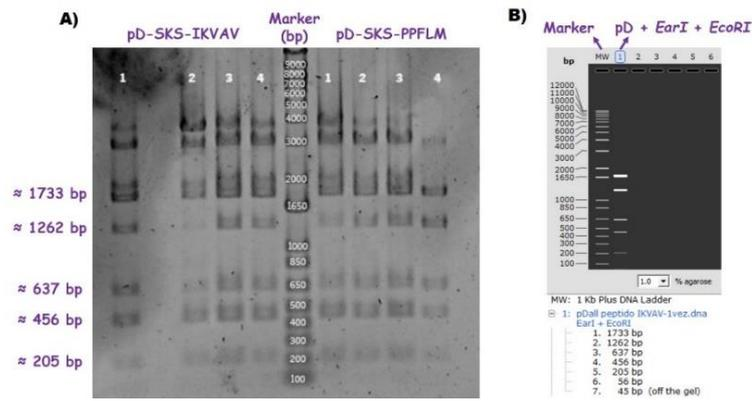 A)
pD-SKS-IKVAV
Marker
(bp)
pD-SKS-PPFLM
1 2 3 4
1 2 3 4
9000
8000
7000
6000
5000
4000
3000
2000
1650
1000
850
650
500
400
300
200
100
≈ 1733 bp
≈ 1262 bp
≈ 637 bp
≈ 456 bp
≈ 205 bp
B)
Marker
pD + EarI + EcoRI
bp
MW 1 2 3 4 5 6
12000
11000
10000
9000
8000
7000
6000
5000
4000
3000
2000
1650
1000
850
650
500
400
300
200
100
1.0 % agarose
MW: 1 Kb Plus DNA Ladder
1: pDall peptido IKVAV-1vez.dna
EarI + EcoRI
1. 1733 bp
2. 1262 bp
3. 637 bp
4. 456 bp
5. 205 bp
6. 56 bp
7. 45 bp (off the gel)